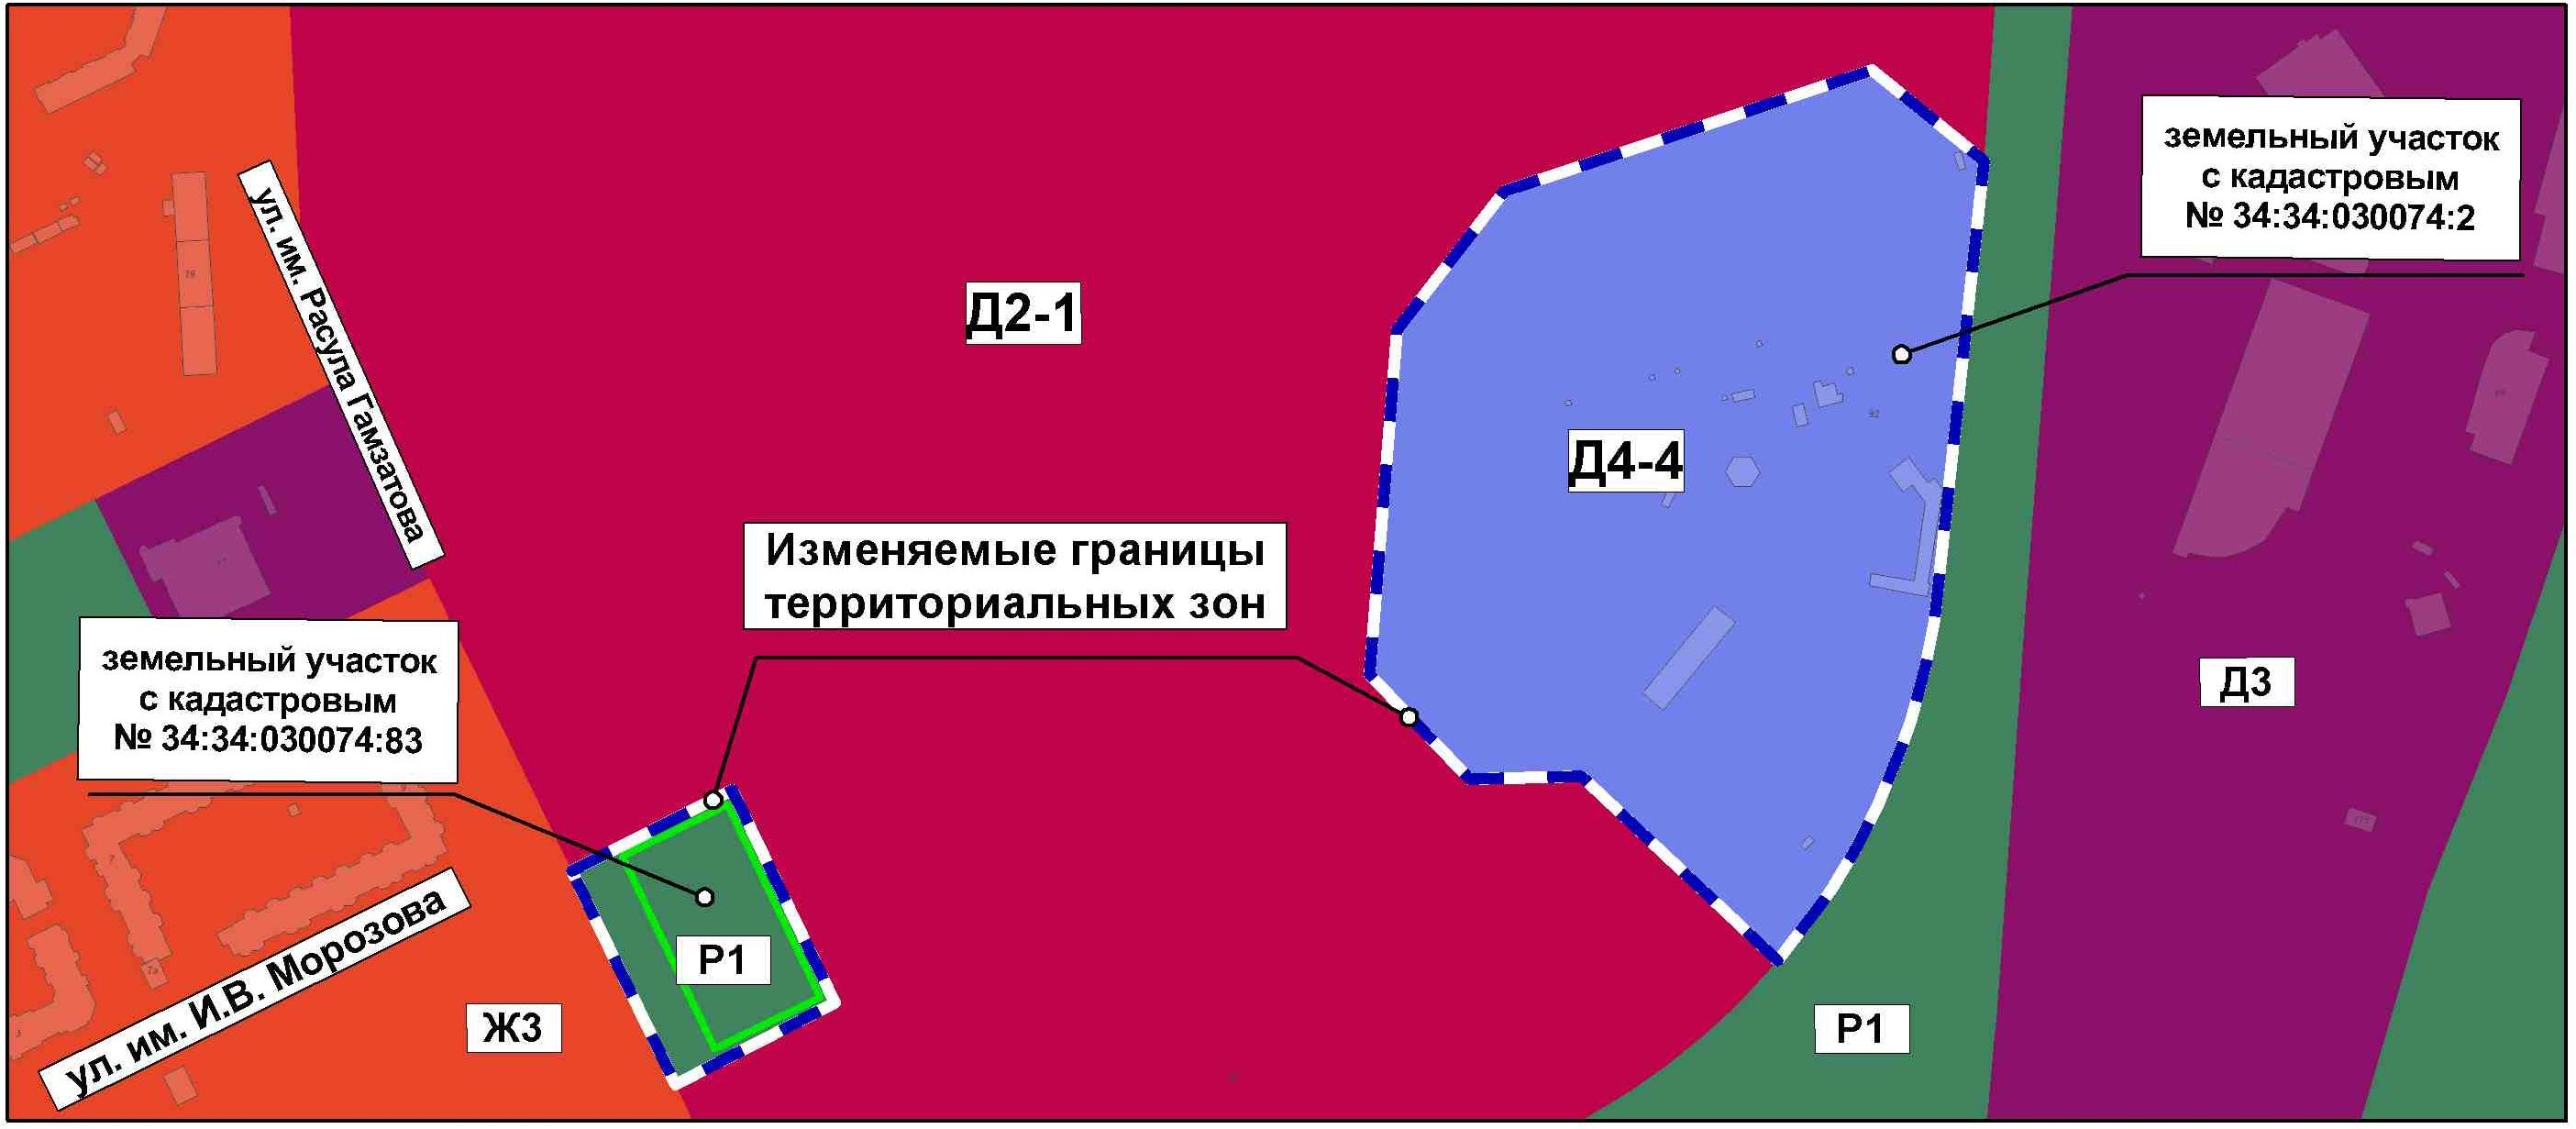 земельный участок
с кадастровым
№ 34:34:030074:2
ул. им. Расула Гамзатова
Д2-1
Д4-4
Изменяемые границы
территориальных зон
земельный участок
с кадастровым
№ 34:34:030074:83
Д3
ул. им. И.В. Морозова
Р1
Ж3
Р1